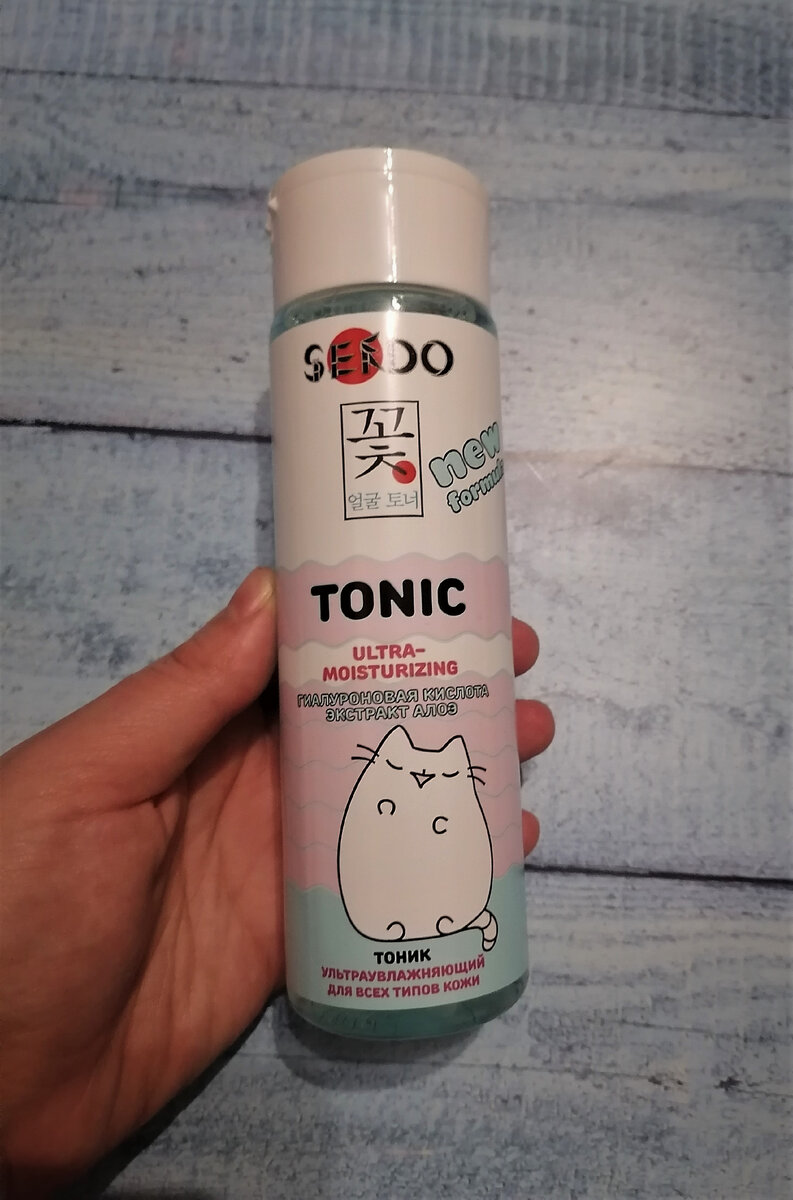 SENDO
꽃
얼굴 토너
new
formula
TONIC
ULTRA-
MOISTURIZING
ГИАЛУРОНОВАЯ КИСЛОТА
ЭКСТРАКТ АЛОЭ
ТОНИК
УЛЬТРАУВЛАЖНЯЮЩИЙ
ДЛЯ ВСЕХ ТИПОВ КОЖИ